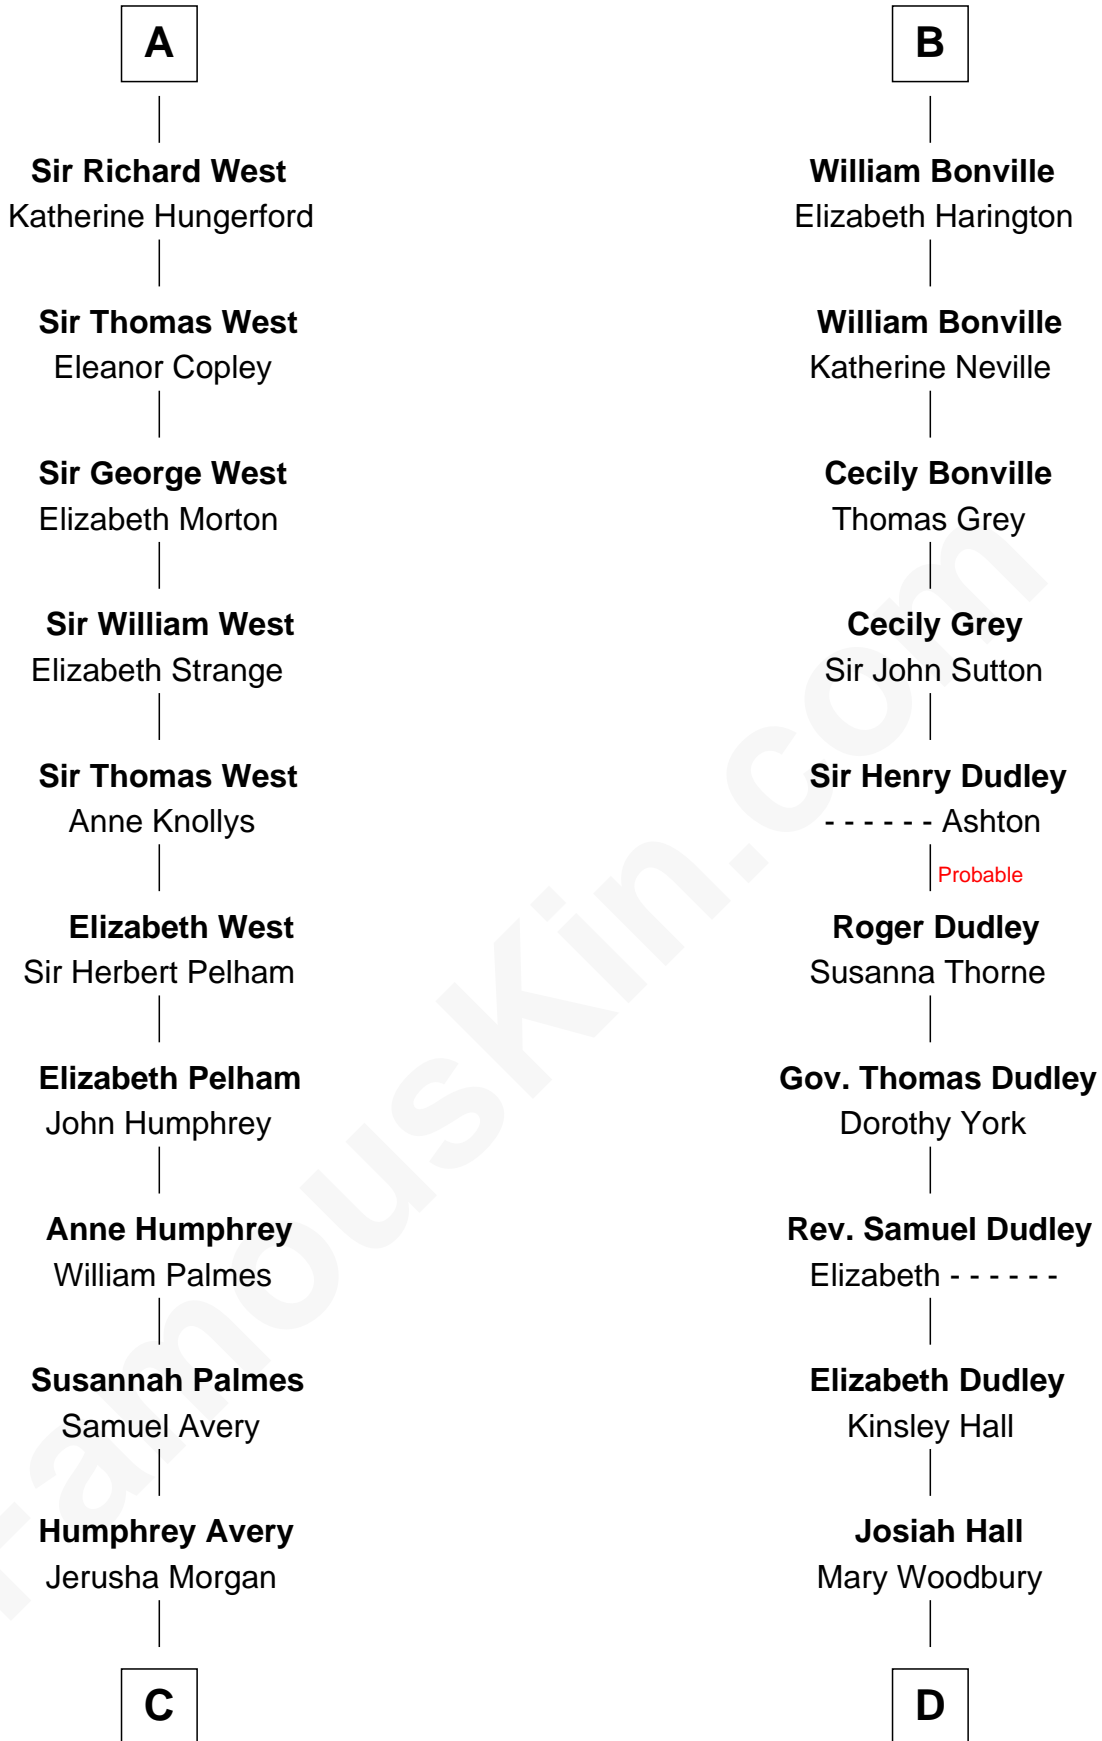 A
Sir Richard West
Katherine Hungerford
Sir Thomas West
Eleanor Copley
Sir George West
Elizabeth Morton
Sir William West
Elizabeth Strange
Sir Thomas West
Anne Knollys
Elizabeth West
Sir Herbert Pelham
Elizabeth Pelham
John Humphrey
Anne Humphrey
William Palmes
Susannah Palmes
Samuel Avery
Humphrey Avery
Jerusha Morgan
C
B
William Bonville
Elizabeth Harington
William Bonville
Katherine Neville
Cecily Bonville
Thomas Grey
Cecily Grey
Sir John Sutton
Sir Henry Dudley
- - - - - - Ashton
Probable
Roger Dudley
Susanna Thorne
Gov. Thomas Dudley
Dorothy York
Rev. Samuel Dudley
Elizabeth - - - - - -
Elizabeth Dudley
Kinsley Hall
Josiah Hall
Mary Woodbury
D
FamousKin.com